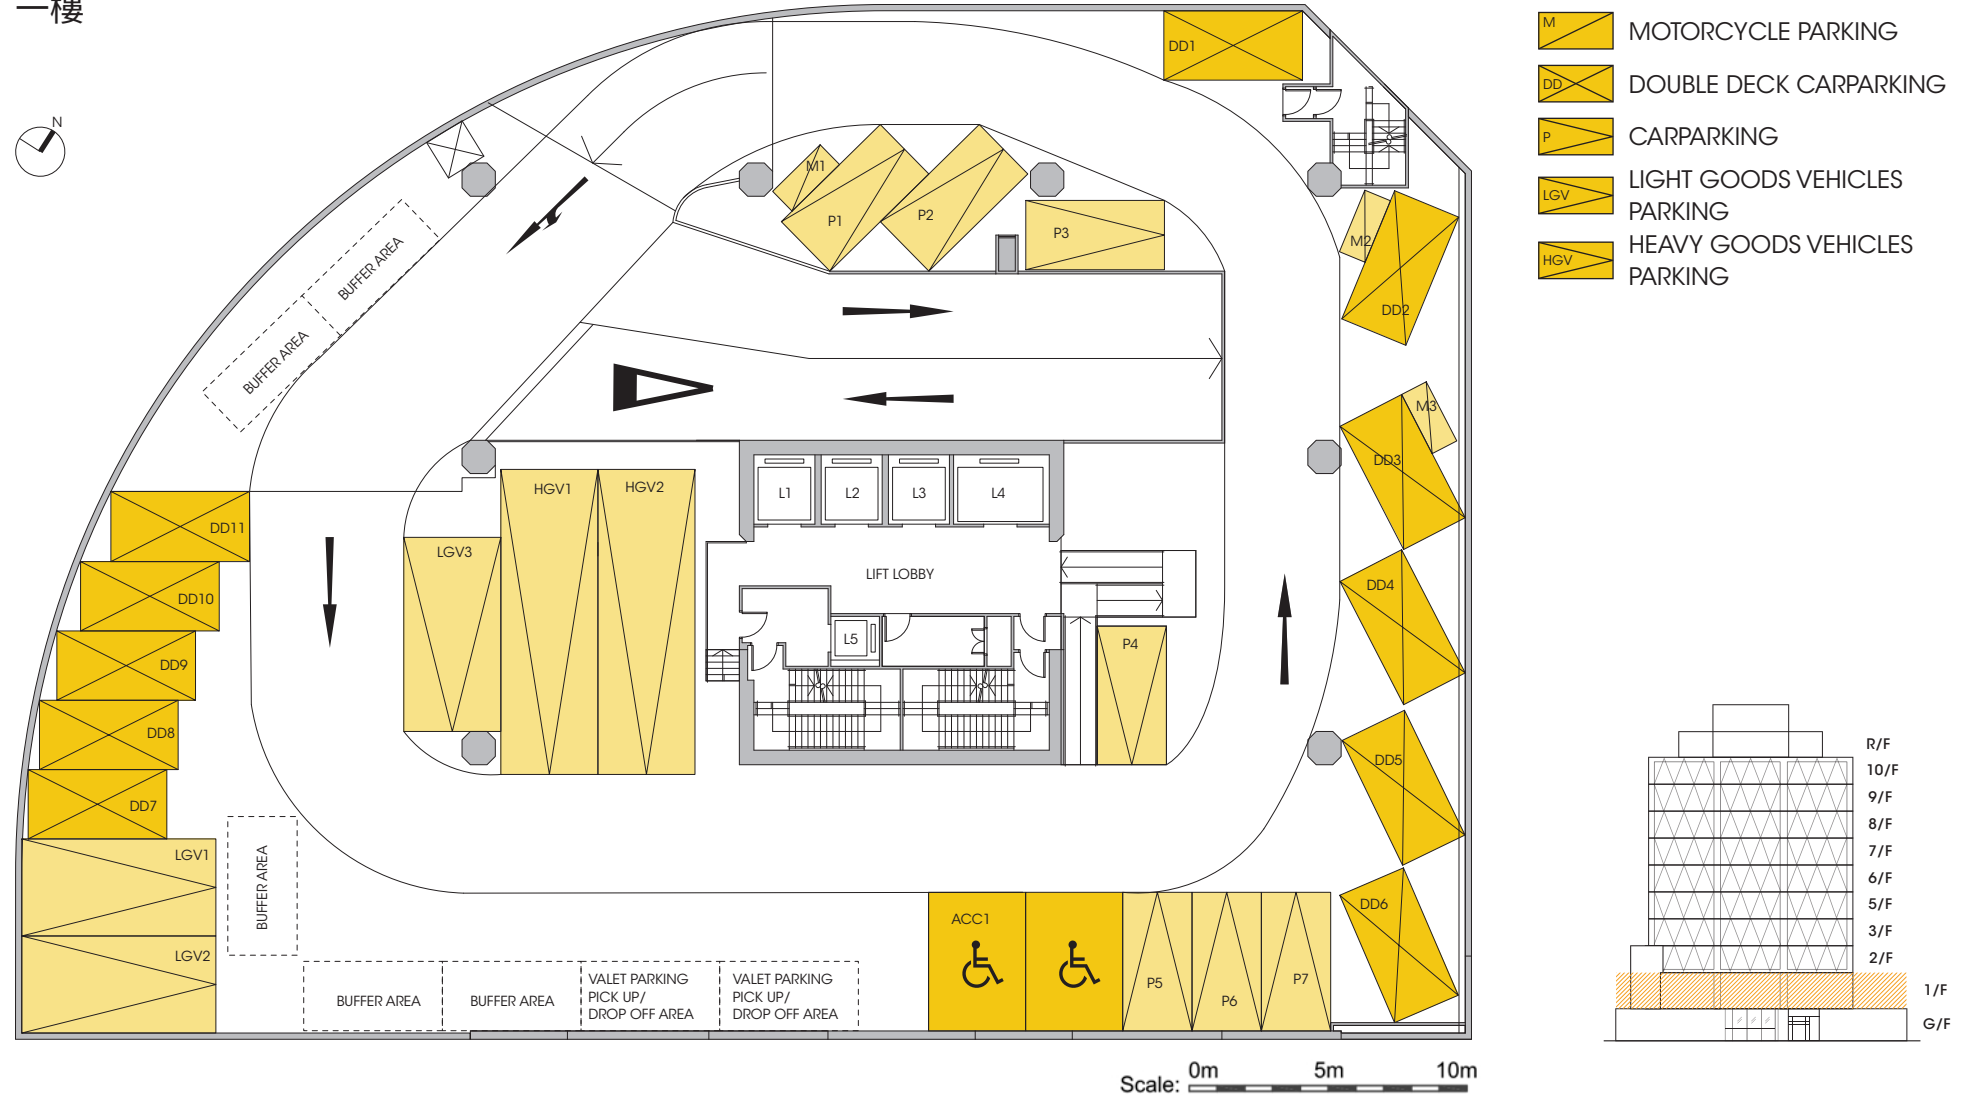 一樓
N
DD1
M1
P1
P2
P3
M2
DD2
M3
DD3
DD4
DD5
DD6
BUFFER AREA
BUFFER AREA
HGV1
HGV2
LGV3
L1
L2
L3
L4
LIFT LOBBY
L5
P4
DD11
DD10
DD9
DD8
DD7
LGV1
LGV2
BUFFER AREA
BUFFER AREA
BUFFER AREA
VALET PARKING
PICK UP/
DROP OFF AREA
VALET PARKING
PICK UP/
DROP OFF AREA
ACC1
P5
P6
P7
Scale: 0m 5m 10m
M MOTORCYCLE PARKING
DD DOUBLE DECK CARPARKING
P CARPARKING
LGV LIGHT GOODS VEHICLES
PARKING
HGV HEAVY GOODS VEHICLES
PARKING
R/F
10/F
9/F
8/F
7/F
6/F
5/F
3/F
2/F
1/F
G/F